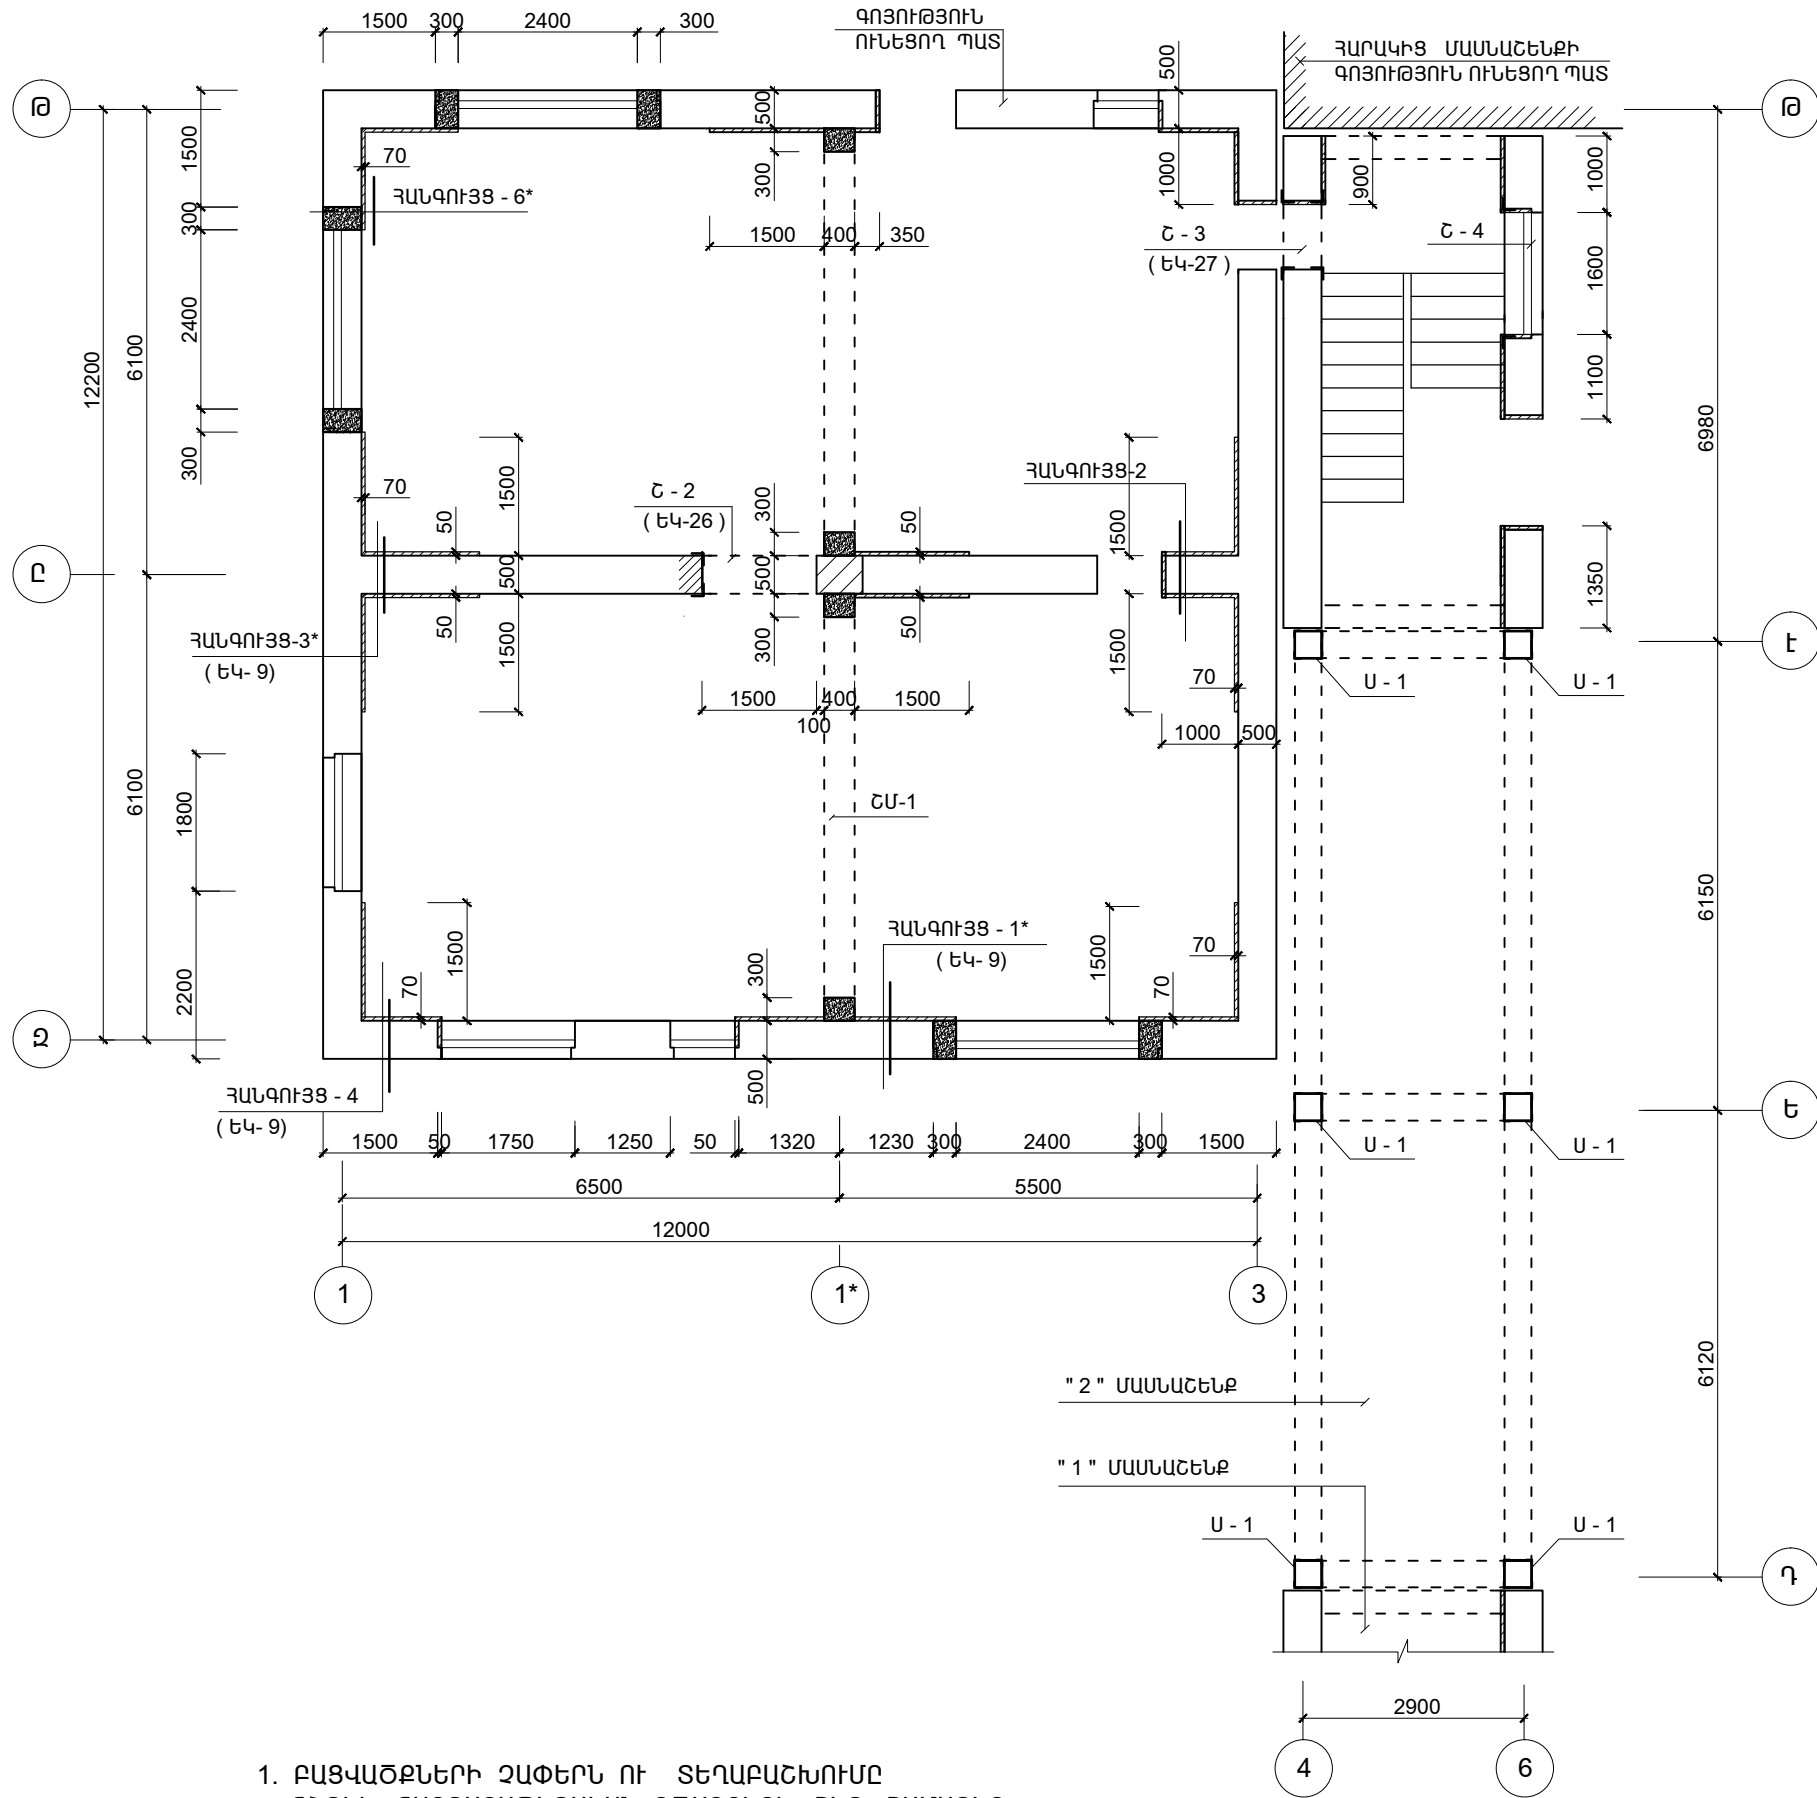 1500 300 2400 300
ԳՈՅՈՒԹՅՈՒՆ
ՈՒՆԵՑՈՂ ՊԱՏ
ՀԱՐԱԿԻՑ ՄԱՍՆԱՇԵՆՔԻ
ԳՈՅՈՒԹՅՈՒՆ ՈՒՆԵՑՈՂ ՊԱՏ
500
Թ
Թ
500
1500
70
300
1000
900
1000
ՀԱՆԳՈՒՅՑ - 6*
300
1500 400 350
Շ - 3
( ԵԿ-27 )
Շ - 4
1600
2400
6100
12200
1100
6980
300
1500
70
50
Շ - 2
( ԵԿ-26 )
300
50
ՀԱՆԳՈՒՅՑ-2
1500
Ը
Ը
500
500
1350
50
1500
300
50
1500
ՀԱՆԳՈՒՅՑ-3*
( ԵԿ- 9)
Է
70
Ս - 1
Ս - 1
1500 400 1500
100
1000 500
6100
1800
ՇՄ-1
6150
2200
1500
70
300
ՀԱՆԳՈՒՅՑ - 1*
( ԵԿ- 9)
1500
70
70
Զ
500
ՀԱՆԳՈՒՅՑ - 4
( ԵԿ- 9)
Ե
Ս - 1
Ս - 1
1500 50 1750 1250 50 1320 1230 300 2400 300 1500
6500 5500
12000
1 1* 3
6120
" 2 " ՄԱՍՆԱՇԵՆՔ
" 1 " ՄԱՍՆԱՇԵՆՔ
Ս - 1
Ս - 1
Դ
2900
4 6
1. ԲԱՑՎԱԾՔՆԵՐԻ ՉԱՓԵՐՆ ՈՒ ՏԵՂԱԲԱՇԽՈՒՄԸ